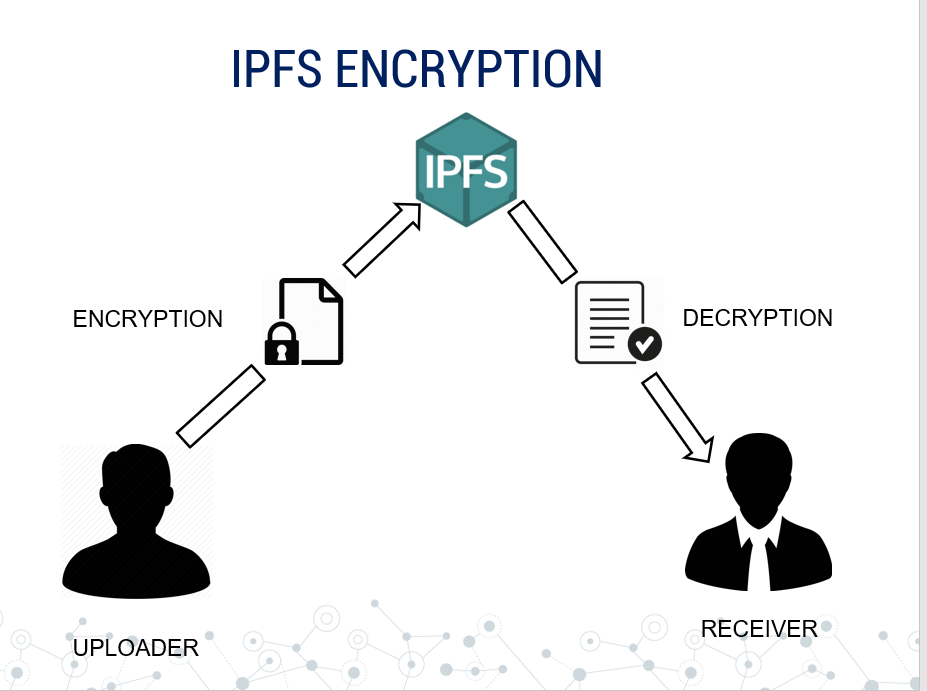 IPFS ENCRYPTION
IPFS
ENCRYPTION
DECRYPTION
UPLOADER
RECEIVER